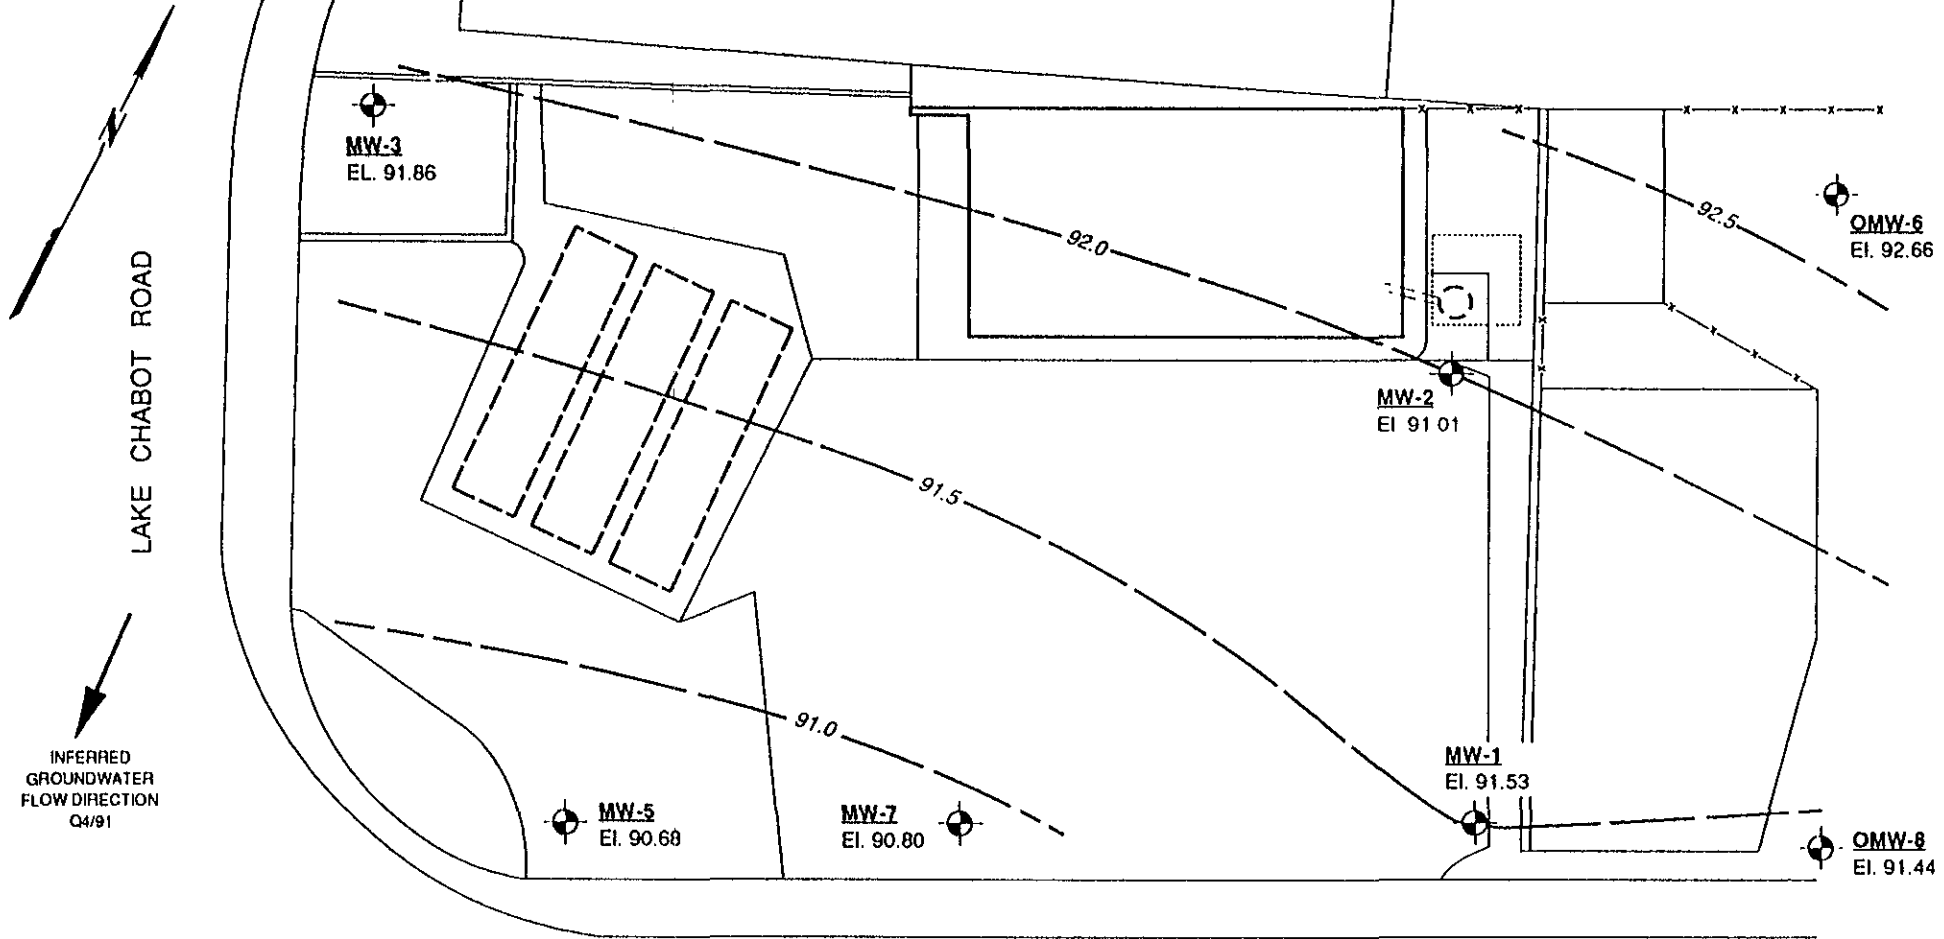 N
MW-3
EL. 91.86
92.0
92.5
OMW-6
El. 92.66
LAKE CHABOT ROAD
MW-2
El 91 01
91.5
91.0
MW-1
El. 91.53
INFERRED
GROUNDWATER
FLOW DIRECTION
Q4/91
MW-5
El. 90.68
MW-7
El. 90.80
OMW-8
El. 91.44
x x x
x x x x x
x
x
x x x x